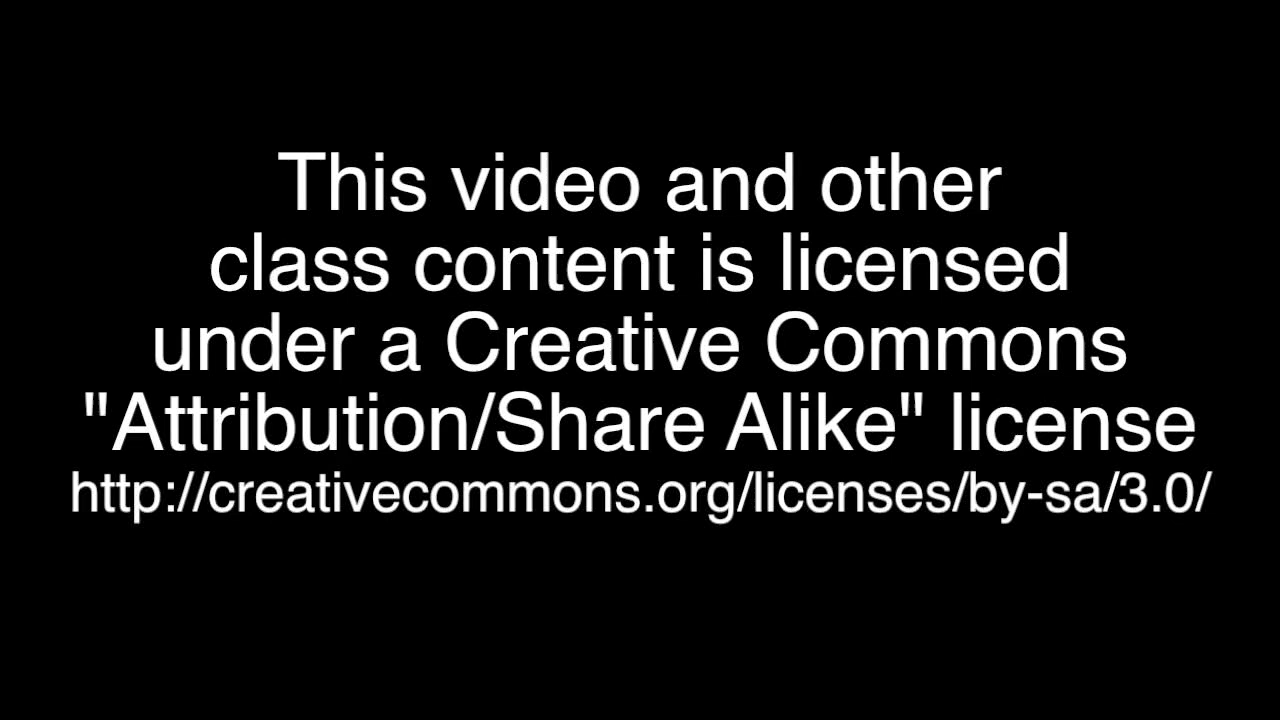 This video and other
class content is licensed
under a Creative Commons
"Attribution/Share Alike" license
http://creativecommons.org/licenses/by-sa/3.0/